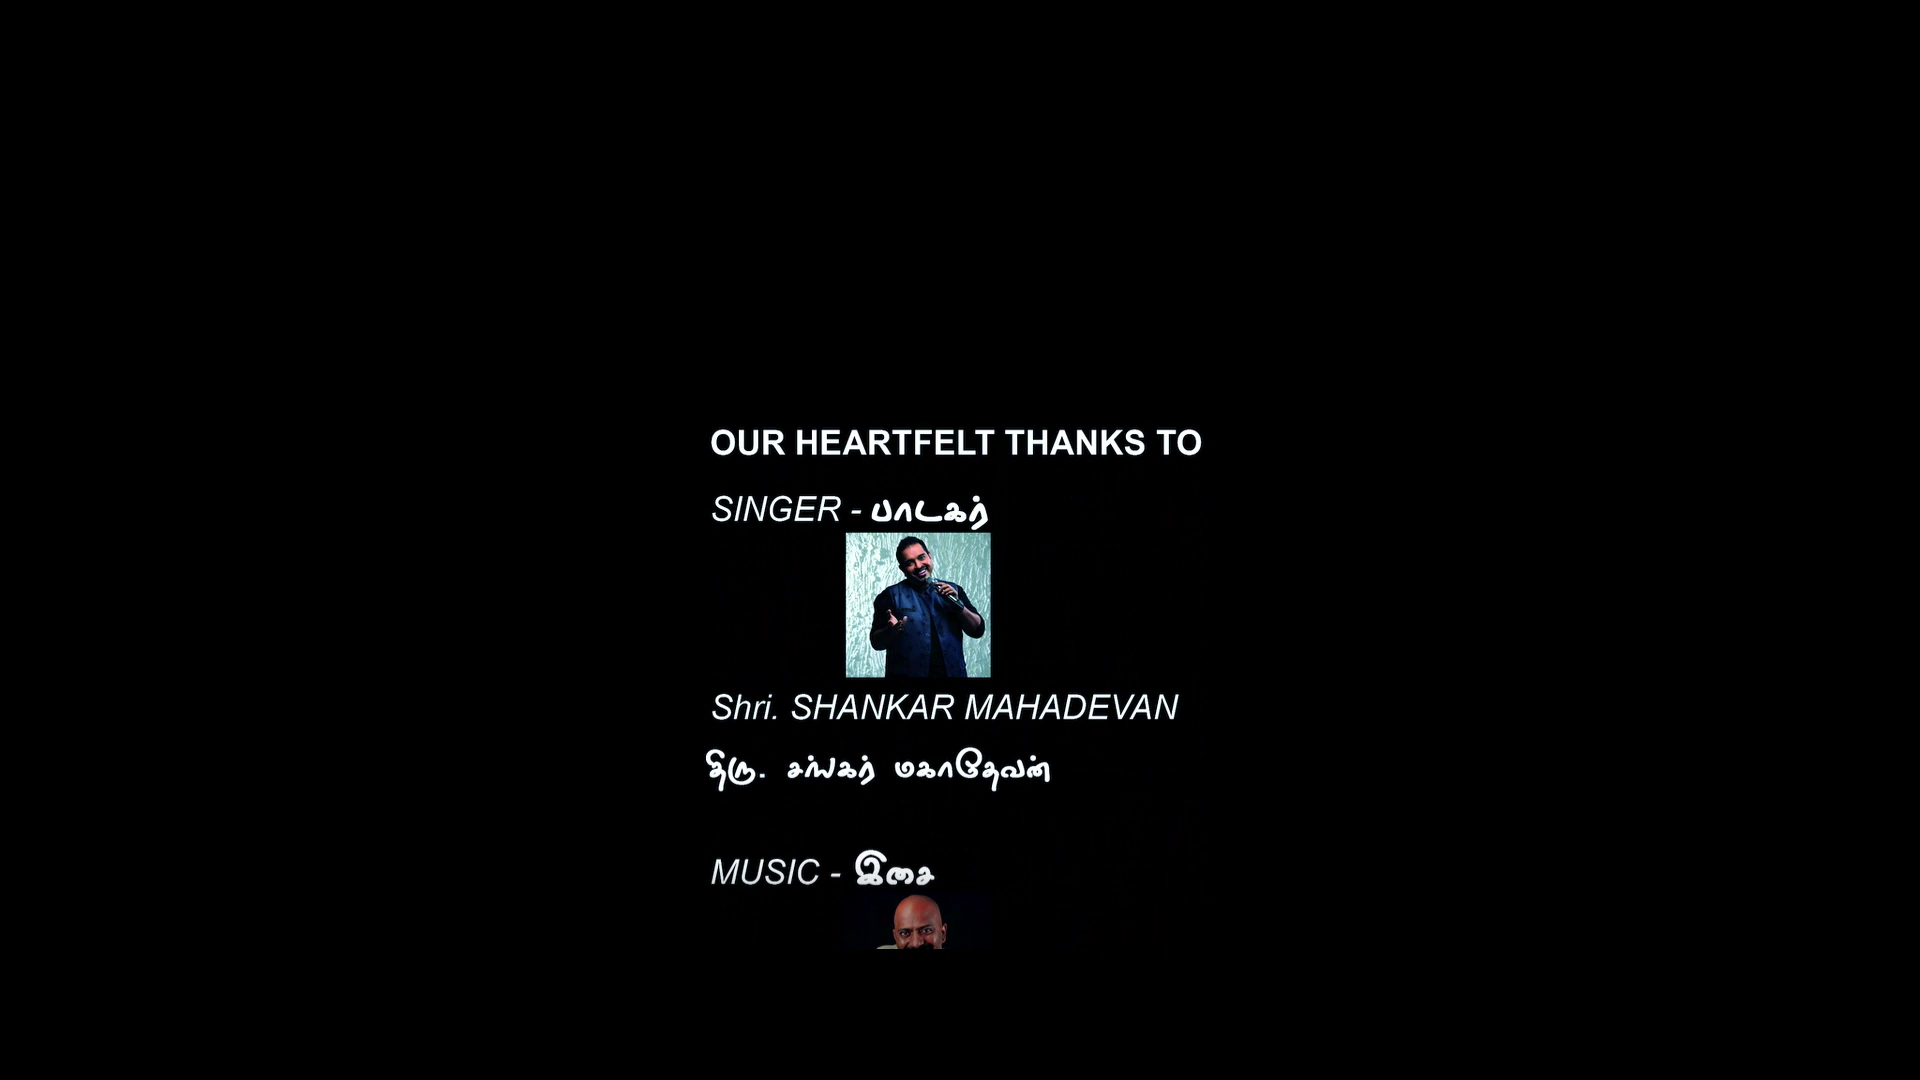 OUR HEARTFELT THANKS TO
SINGER - பாடகர்
Shri. SHANKAR MAHADEVAN
திரு. சங்கர் மகாதேவன்
MUSIC - இசை